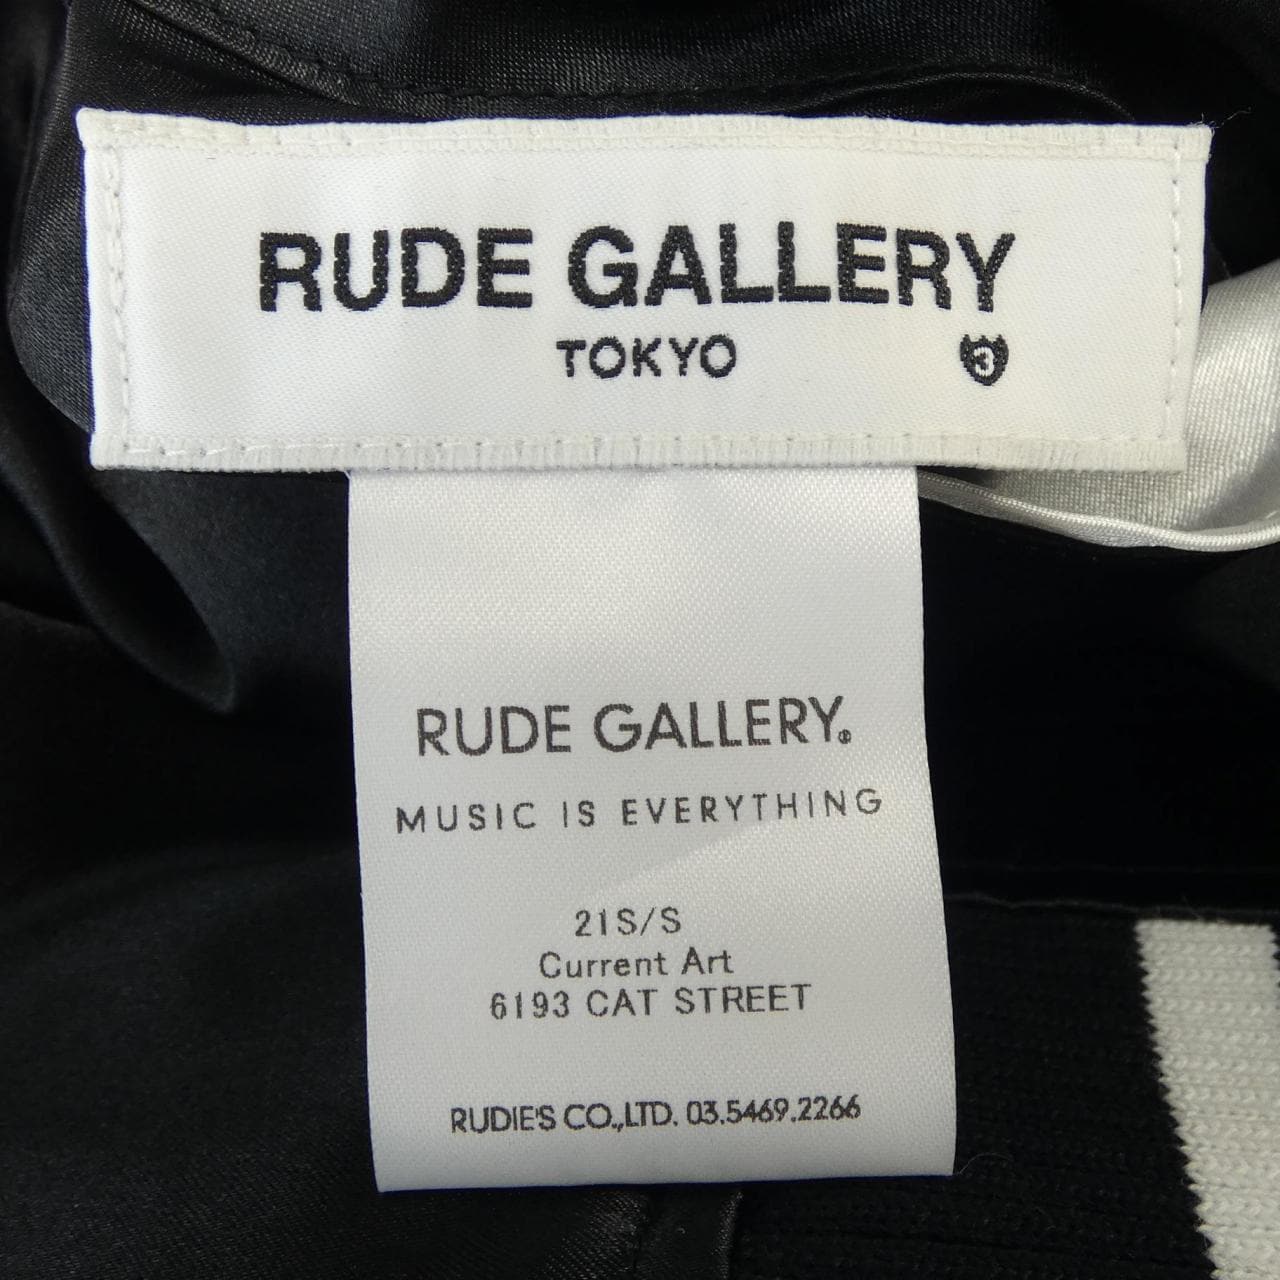 RUDE GALLERY
TOKYO
3
RUDE GALLERY.
MUSIC IS EVERYTHING
21S/S
Current Art
6193 CAT STREET
RUDIE'S CO.,LTD. 03.5469.2266